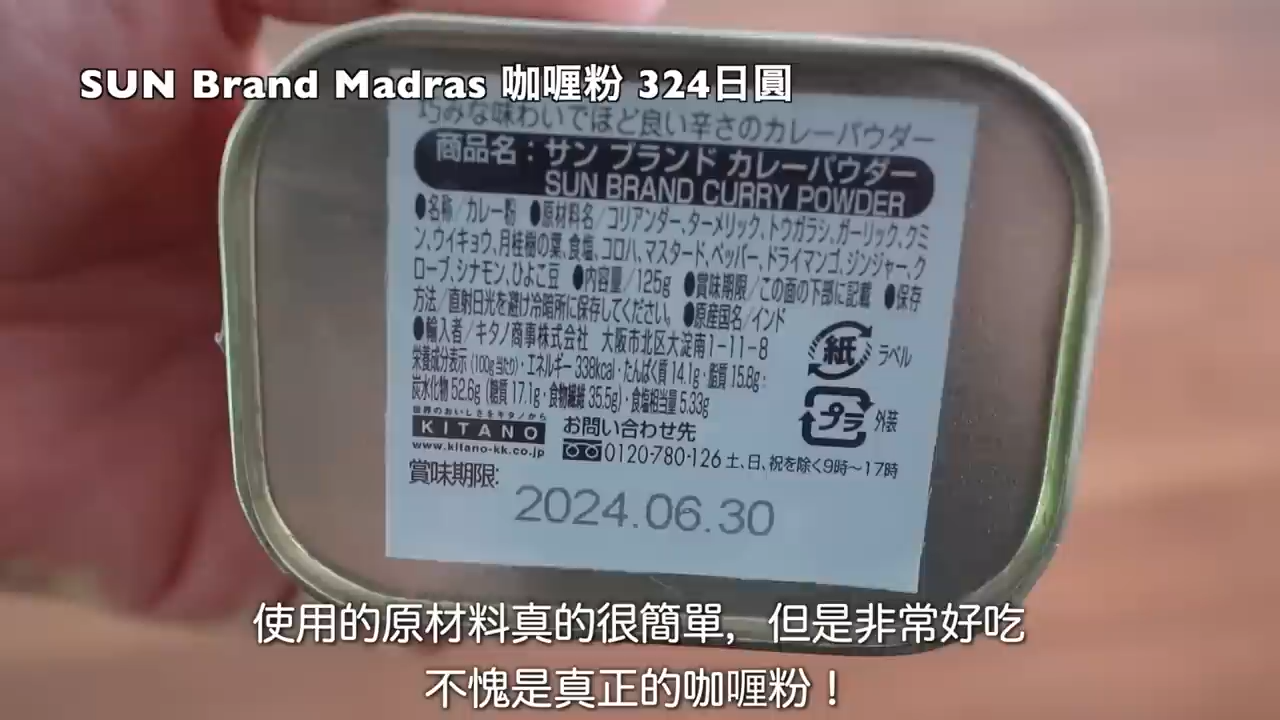 SUN Brand Madras 咖喱粉 324日圓
巧みな味わいでほど良い辛さのカレーパウダー
商品名：サン ブランド カレーパウダー
SUN BRAND CURRY POWDER
●名称／カレー粉 ●原材料名／コリアンダー、ターメリック、トウガラシ、ガーリック、クミ
ン、ウイキョウ、月桂樹の葉、食塩、コロハ、マスタード、ペッパー、ドライマンゴ、ジンジャー、ク
ローブ、シナモン、ひよこ豆 ●内容量／125g ●賞味期限／この面の下部に記載 ●保存
方法／直射日光を避け冷暗所に保存してください。 ●原産国名／インド
●輸入者／キタノ商事株式会社 大阪市北区大淀南1-11-8
栄養成分表示（100g当たり）・エネルギー 338kcal・たんぱく質 14.1g・脂質 15.8g・
炭水化物 52.6g（糖質 17.1g・食物繊維 35.5g）・食塩相当量 5.33g
紙 ラベル
プラ 外装
世界のおいしさをキタノから
KITANO
www.kitano-kk.co.jp
お問い合わせ先
0120-780-126 土、日、祝を除く9時～17時
賞味期限:
2024.06.30
使用的原材料真的很簡單，但是非常好吃
不愧是真正的咖喱粉！